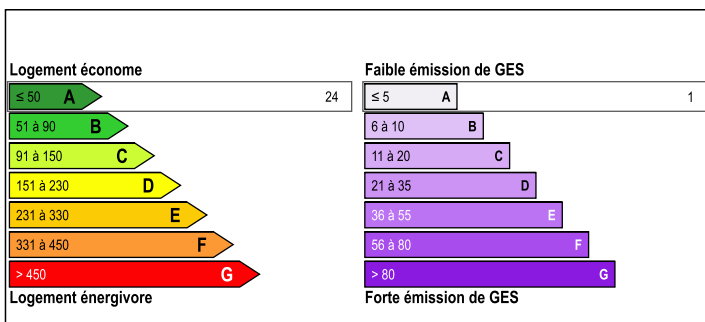 Logement économe
≤ 50 A 24
51 à 90 B
91 à 150 C
151 à 230 D
231 à 330 E
331 à 450 F
> 450 G
Logement énergivore
Faible émission de GES
≤ 5 A 1
6 à 10 B
11 à 20 C
21 à 35 D
36 à 55 E
56 à 80 F
> 80 G
Forte émission de GES